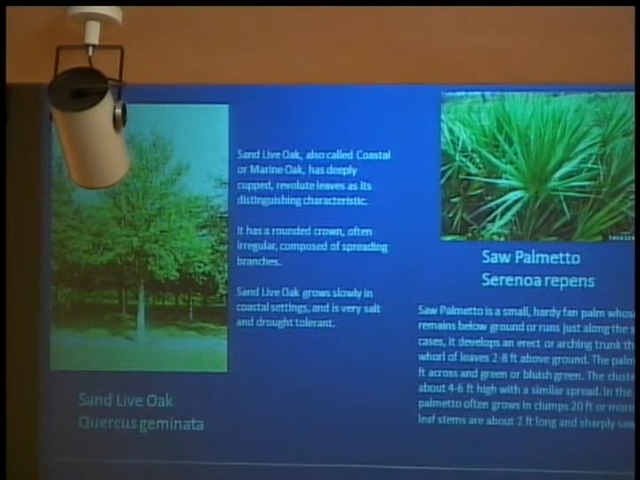 Sand Live Oak, also called Coastal
or Marine Oak, has deeply
cupped, revolute leaves as its
distinguishing characteristic.
It has a rounded crown, often
irregular, composed of spreading
branches.
Sand Live Oak grows slowly in
coastal settings, and is very salt
and drought tolerant.
Sand Live Oak
Quercus geminata
Saw Palmetto
Serenoa repens
Saw Palmetto is a small, hardy fan palm whose
remains below ground or runs just along the
cases, it develops an erect or arching trunk
whorl of leaves 2-8 ft above ground. The
ft across and green or bluish green. The
about 4-6 ft high with a similar spread. In the
palmetto often grows in clumps 20 ft or
leaf stems are about 2 ft long and sharply